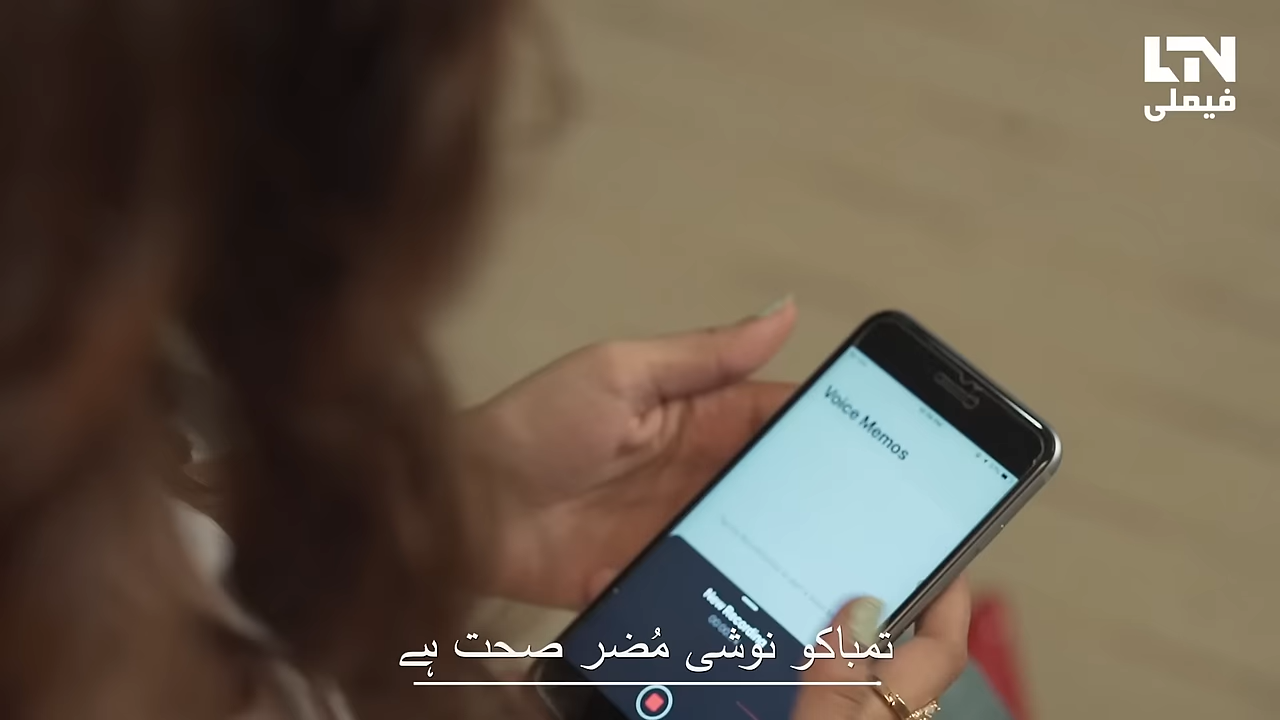 LTN
فیملی
Voice Memos
New Recording
تمباکو نوشی مُضر صحت ہے